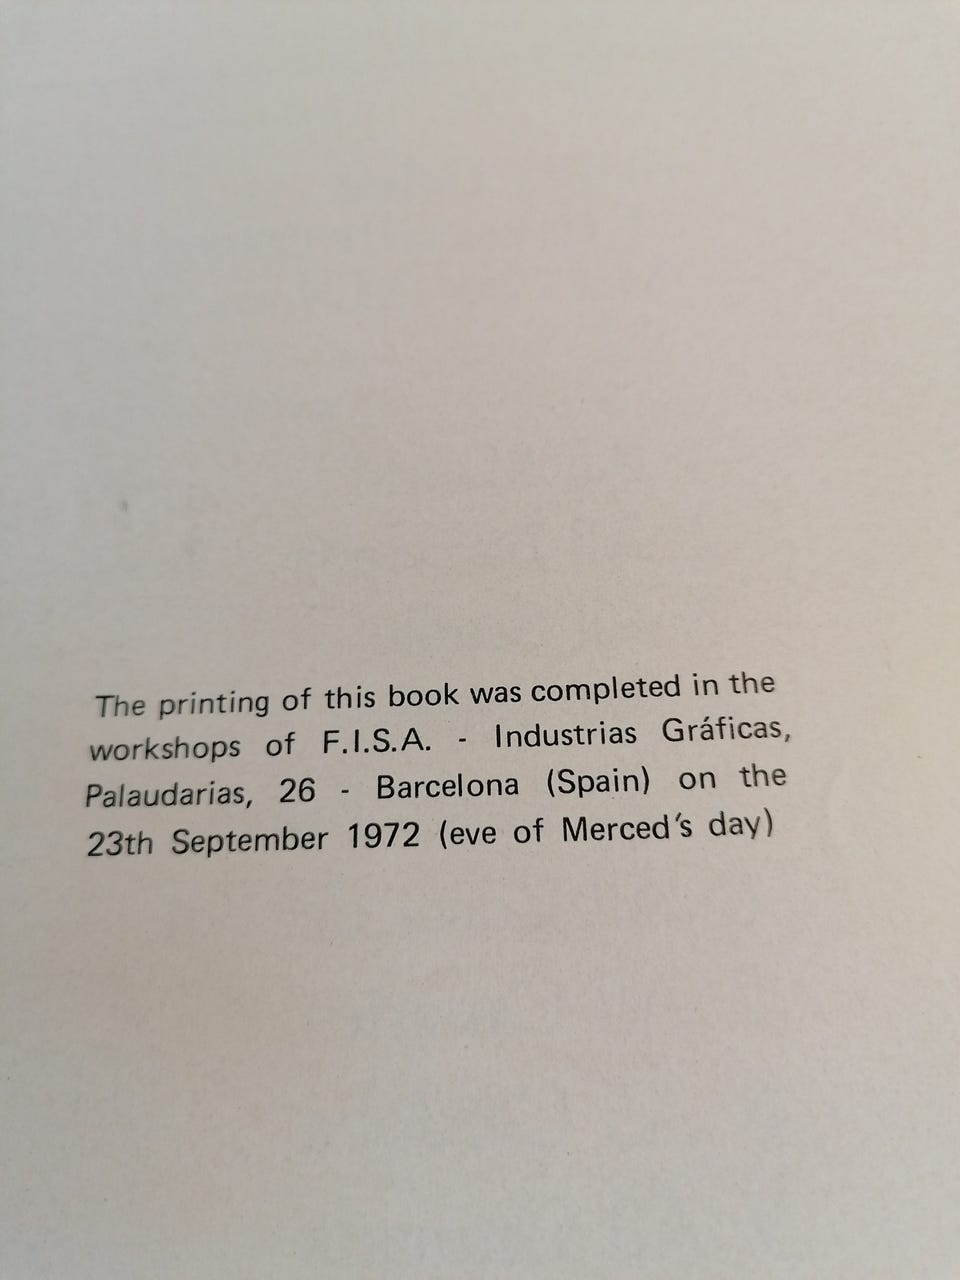 The printing of this book was completed in the
workshops of F.I.S.A. - Industrias Gráficas,
Palaudarias, 26 - Barcelona (Spain) on the
23th September 1972 (eve of Merced's day)